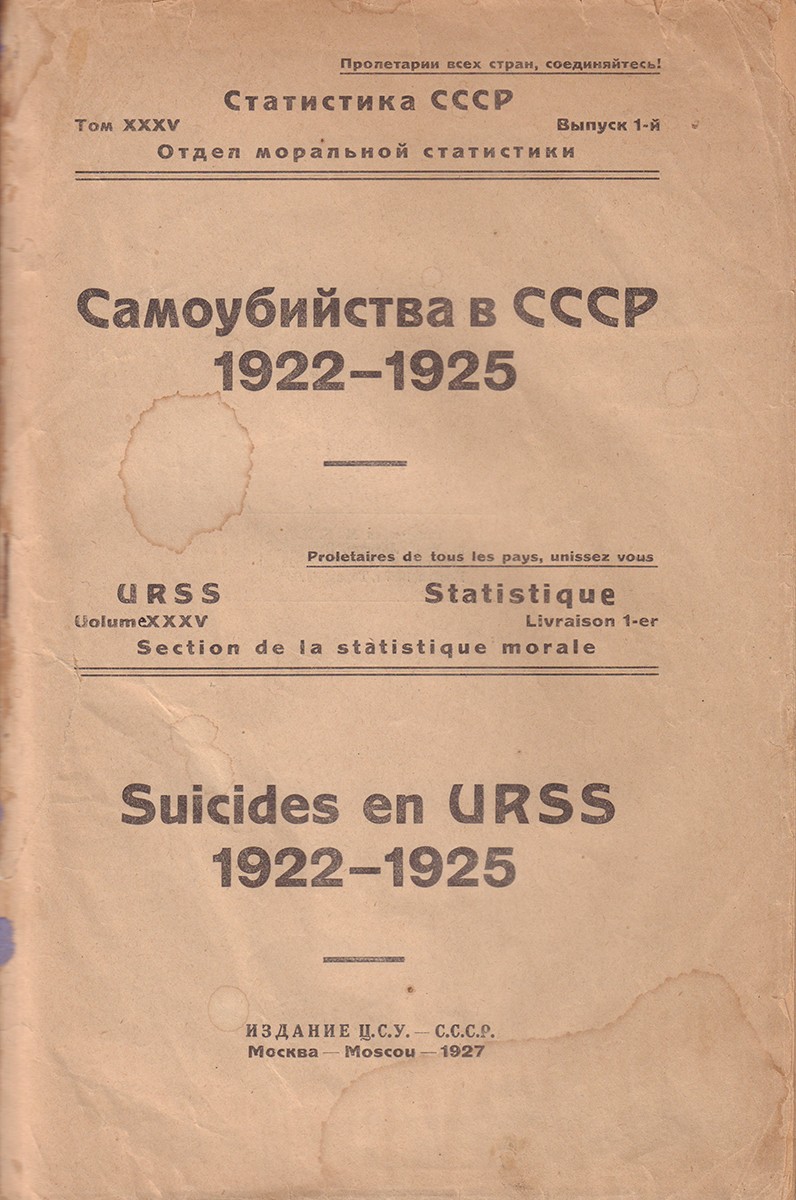 Пролетарии всех стран, соединяйтесь!
Статистика СССР
Том XXXV Выпуск 1-й
Отдел моральной статистики
Самоубийства в СССР
1922–1925
Proletaires de tous les pays, unissez vous
URSS Statistique
Uolume XXXV Livraison 1-er
Section de la statistique morale
Suicides en URSS
1922–1925
ИЗДАНИЕ Ц.С.У. — С.С.С.Р.
Москва — Moscou — 1927